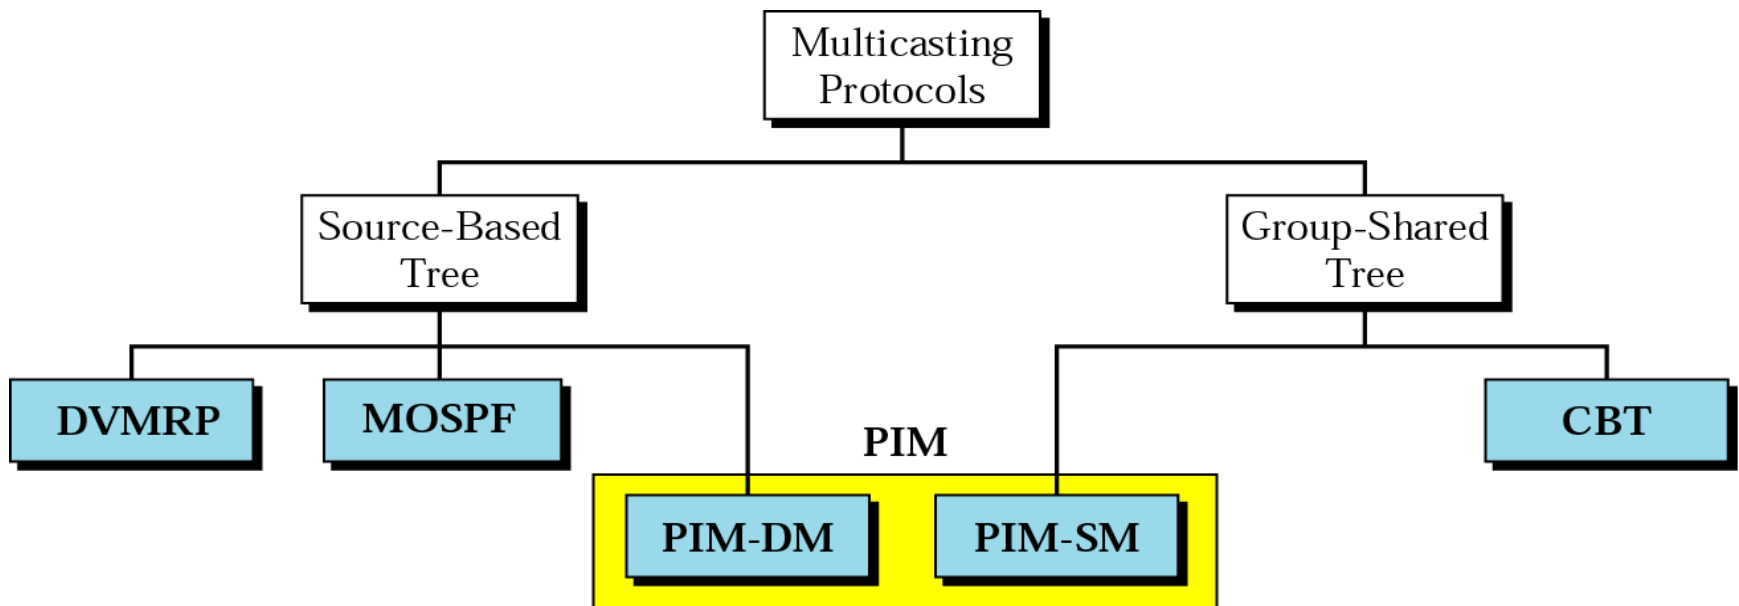 Multicasting
Protocols
Source-Based
Tree
Group-Shared
Tree
DVMRP
MOSPF
CBT
PIM
PIM-DM
PIM-SM